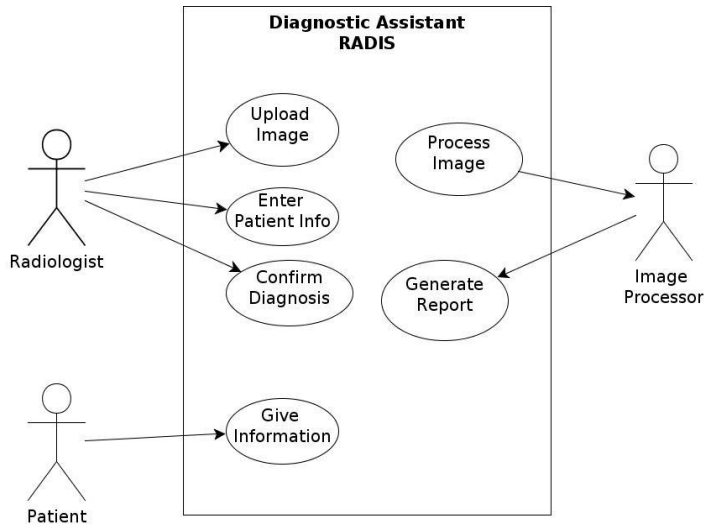 Diagnostic Assistant
RADIS
Upload
Image
Process
Image
Enter
Patient Info
Radiologist
Confirm
Diagnosis
Generate
Report
Image
Processor
Give
Information
Patient